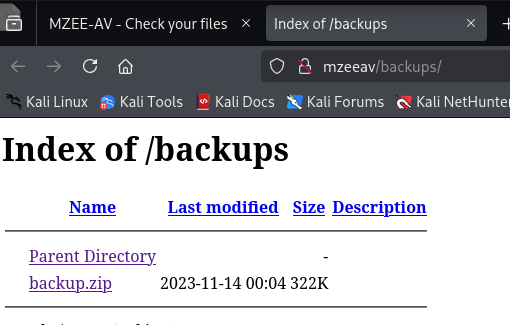 MZEE-AV - Check your files
Index of /backups
mzeeav/backups/
Kali Linux Kali Tools Kali Docs Kali Forums Kali NetHunter
Index of /backups
Name Last modified Size Description
Parent Directory -
backup.zip 2023-11-14 00:04 322K